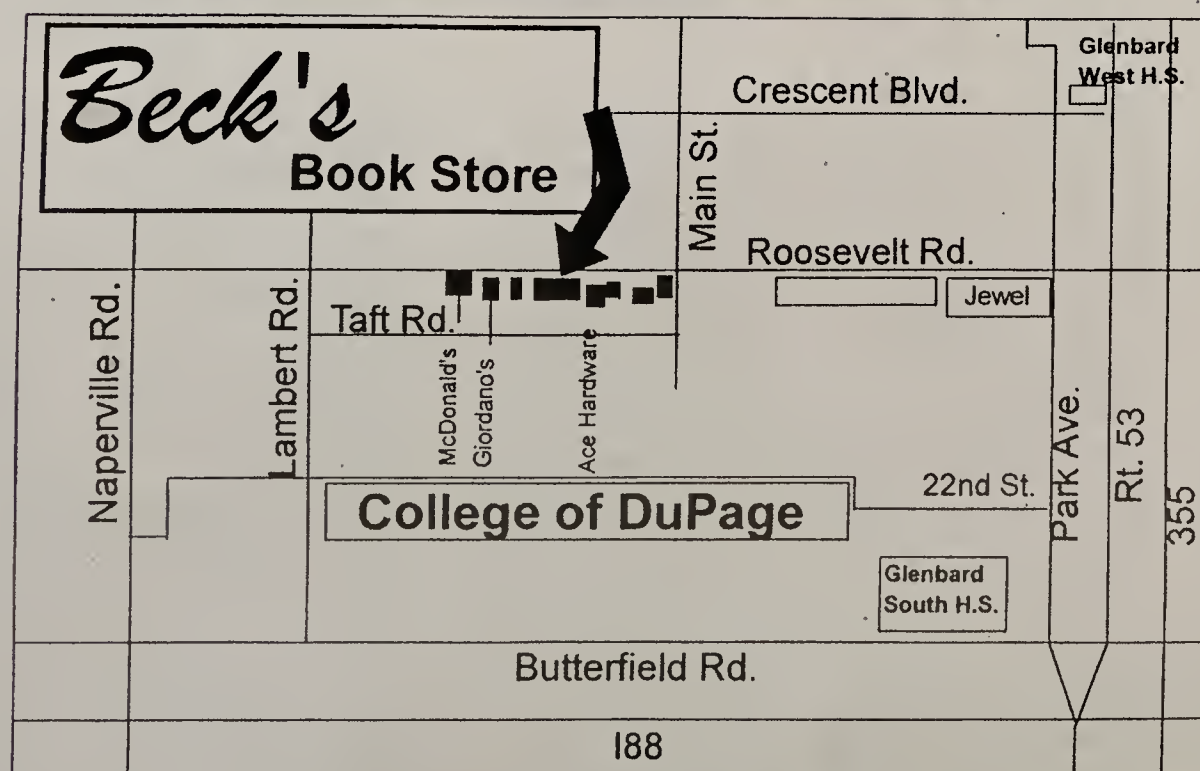 Beck's
Book Store
Glenbard
West H.S.
Crescent Blvd.
Main St.
Roosevelt Rd.
Jewel
Naperville Rd.
Lambert Rd.
Taft Rd.
McDonald's
Giordano's
Ace Hardware
Park Ave.
Rt. 53
355
22nd St.
College of DuPage
Glenbard
South H.S.
Butterfield Rd.
I88